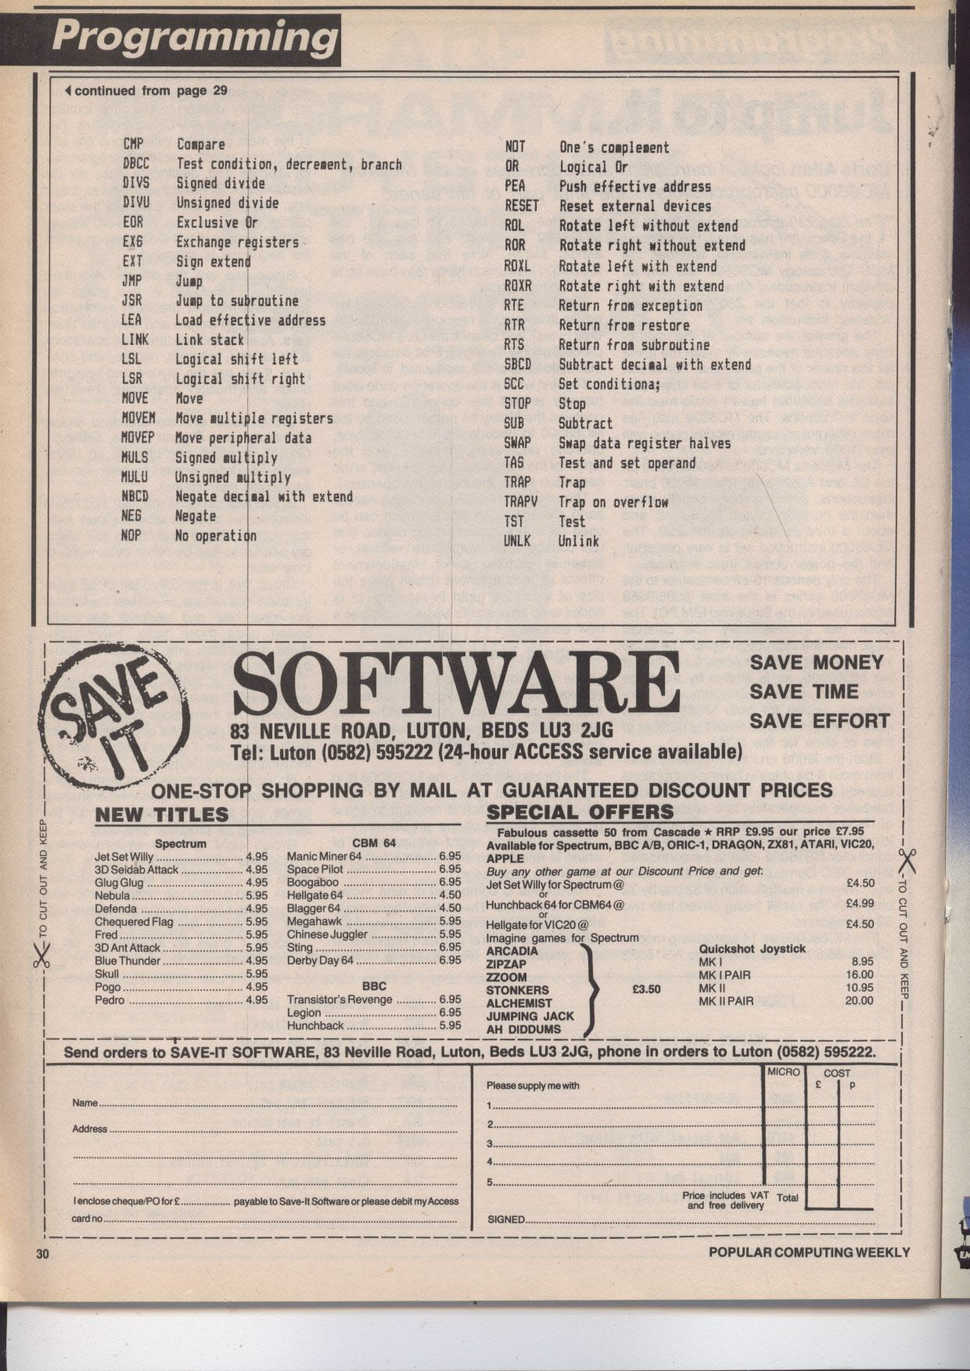 Programming
continued from page 29
CMP Compare
DBCC Test condition, decrement, branch
DIVS Signed divide
DIVU Unsigned divide
EOR Exclusive Or
EXG Exchange registers
EXT Sign extend
JMP Jump
JSR Jump to subroutine
LEA Load effective address
LINK Link stack
LSL Logical shift left
LSR Logical shift right
MOVE Move
MOVEM Move multiple registers
MOVEP Move peripheral data
MULS Signed multiply
MULU Unsigned multiply
NBCD Negate decimal with extend
NEG Negate
NOP No operation
NOT One's complement
OR Logical Or
PEA Push effective address
RESET Reset external devices
ROL Rotate left without extend
ROR Rotate right without extend
ROXL Rotate left with extend
ROXR Rotate right with extend
RTE Return from exception
RTR Return from restore
RTS Return from subroutine
SBCD Subtract decimal with extend
SCC Set conditiona;
STOP Stop
SUB Subtract
SWAP Swap data register halves
TAS Test and set operand
TRAP Trap
TRAPV Trap on overflow
TST Test
UNLK Unlink
SAVE
IT
SOFTWARE
83 NEVILLE ROAD, LUTON, BEDS LU3 2JG
Tel: Luton (0582) 595222 (24-hour ACCESS service available)
SAVE MONEY
SAVE TIME
SAVE EFFORT
ONE-STOP SHOPPING BY MAIL AT GUARANTEED DISCOUNT PRICES
NEW TITLES
Spectrum
Jet Set Willy 4.95
3D Seidab Attack 4.95
Glug Glug 4.95
Nebula 5.95
Defenda 4.95
Chequered Flag 5.95
Fred 5.95
3D Ant Attack 5.95
Blue Thunder 4.95
Skull 5.95
Pogo 4.95
Pedro 4.95
CBM 64
Manic Miner 64 6.95
Space Pilot 6.95
Boogaboo 6.95
Hellgate 64 4.50
Blagger 64 4.50
Megahawk 5.95
Chinese Juggler 5.95
Sting 6.95
Derby Day 64 6.95
BBC
Transistor's Revenge 6.95
Legion 6.95
Hunchback 5.95
SPECIAL OFFERS
Fabulous cassette 50 from Cascade ★ RRP £9.95 our price £7.95
Available for Spectrum, BBC A/B, ORIC-1, DRAGON, ZX81, ATARI, VIC20,
APPLE
Buy any other game at our Discount Price and get:
Jet Set Willy for Spectrum @ £4.50
or
Hunchback 64 for CBM64 @ £4.99
or
Hellgate for VIC20 @ £4.50
Imagine games for Spectrum
ARCADIA
ZIPZAP
ZZOOM
STONKERS
ALCHEMIST
JUMPING JACK
AH DIDDUMS
£3.50
Quickshot Joystick
MK I 8.95
MK I PAIR 16.00
MK II 10.95
MK II PAIR 20.00
TO CUT OUT AND KEEP
TO CUT OUT AND KEEP
Send orders to SAVE-IT SOFTWARE, 83 Neville Road, Luton, Beds LU3 2JG, phone in orders to Luton (0582) 595222.
Name
Address
I enclose cheque/PO for £ payable to Save-It Software or please debit my Access
card no
Please supply me with
MICRO COST
£ p
1
2
3
4
5
Price includes VAT Total
and free delivery
SIGNED
30
POPULAR COMPUTING WEEKLY